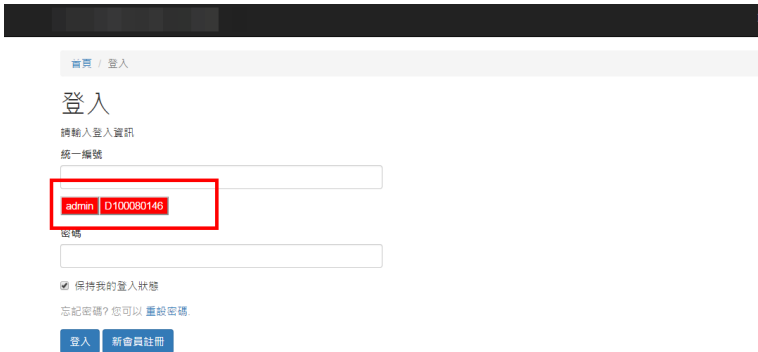 首頁 / 登入
登入
請輸入登入資訊
統一編號
admin D100080146
密碼
保持我的登入狀態
忘記密碼? 您可以 重設密碼.
登入 新會員註冊